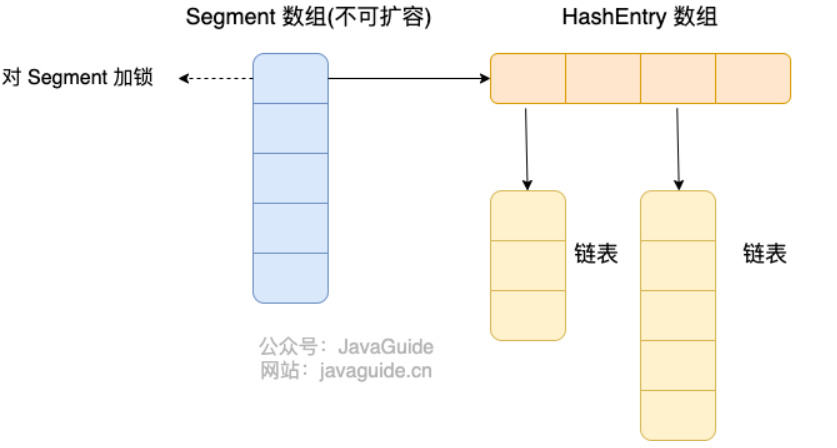 Segment 数组(不可扩容)
HashEntry 数组
对 Segment 加锁
链表
链表
公众号：JavaGuide
网站：javaguide.cn